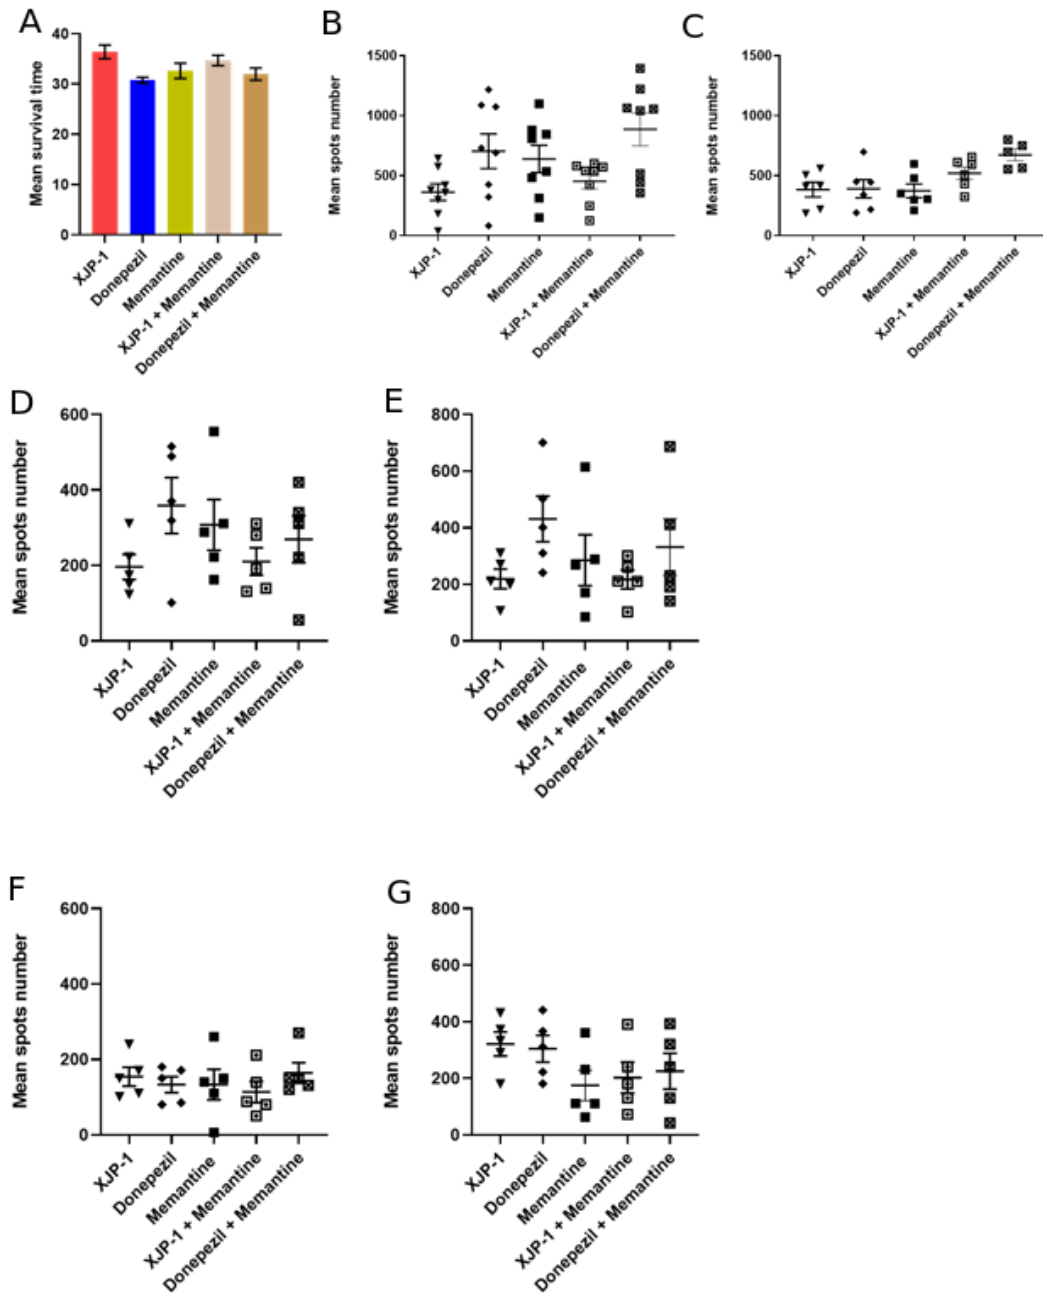 A
Mean survival time
40
30
20
10
0
XJP-1
Donepezil
Memantine
XJP-1 + Memantine
Donepezil + Memantine
B
Mean spots number
1500
1000
500
0
XJP-1
Donepezil
Memantine
XJP-1 + Memantine
Donepezil + Memantine
C
Mean spots number
1500
1000
500
0
XJP-1
Donepezil
Memantine
XJP-1 + Memantine
Donepezil + Memantine
D
Mean spots number
600
400
200
0
XJP-1
Donepezil
Memantine
XJP-1 + Memantine
Donepezil + Memantine
E
Mean spots number
800
600
400
200
0
XJP-1
Donepezil
Memantine
XJP-1 + Memantine
Donepezil + Memantine
F
Mean spots number
600
400
200
0
XJP-1
Donepezil
Memantine
XJP-1 + Memantine
Donepezil + Memantine
G
Mean spots number
800
600
400
200
0
XJP-1
Donepezil
Memantine
XJP-1 + Memantine
Donepezil + Memantine